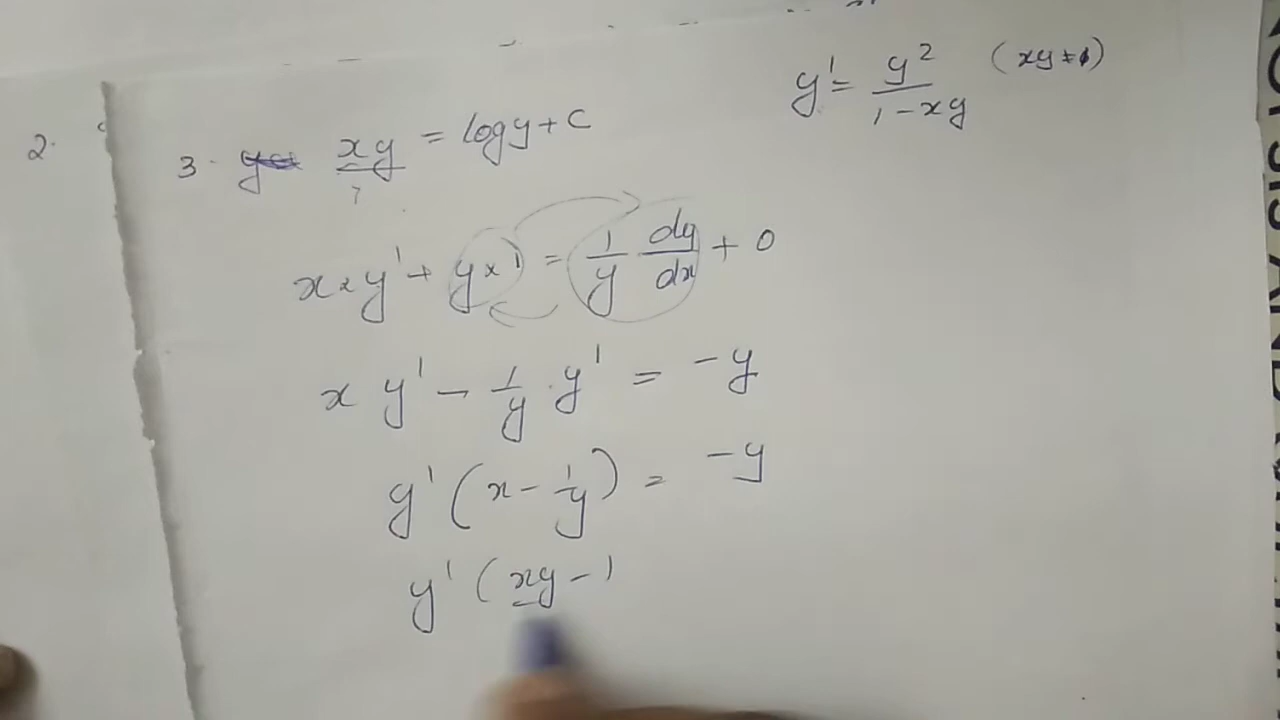 y' = y² / 1 - xy (xy ≠ 1)
2.
3. xy = log y + C
x × y' + y × 1 = 1/y dy/dx + 0
x y' - 1/y . y' = -y
y' (x - 1/y) = -y
y' (xy - 1